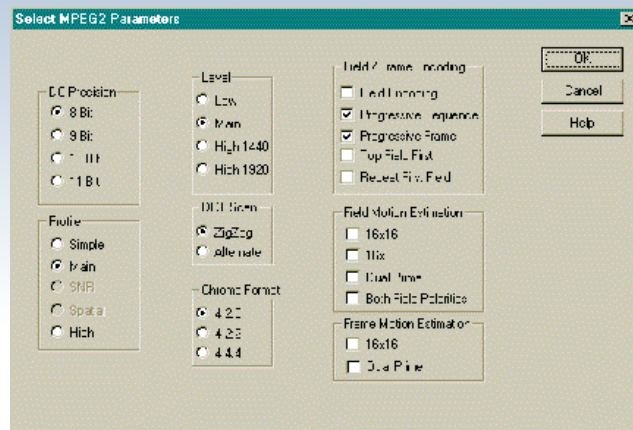 Select MPEG2 Parameters
DC Precision
8 Bit
9 Bit
11 Bit
Profile
Simple
Main
SNR
High
Level
Low
Main
High 1440
High 1920
DCT Scan
ZigZag
Alternate
Chroma Format
4:2:0
4:2:2
4:4:4
Field / Frame Encoding
Field Encoding
Progressive Sequence
Progressive Frame
Top Field First
Repeat First Field
Field Motion Estimation
16x16
Dual Prime
Both Field Polarities
Frame Motion Estimation
16x16
Dual Prime
OK
Cancel
Help